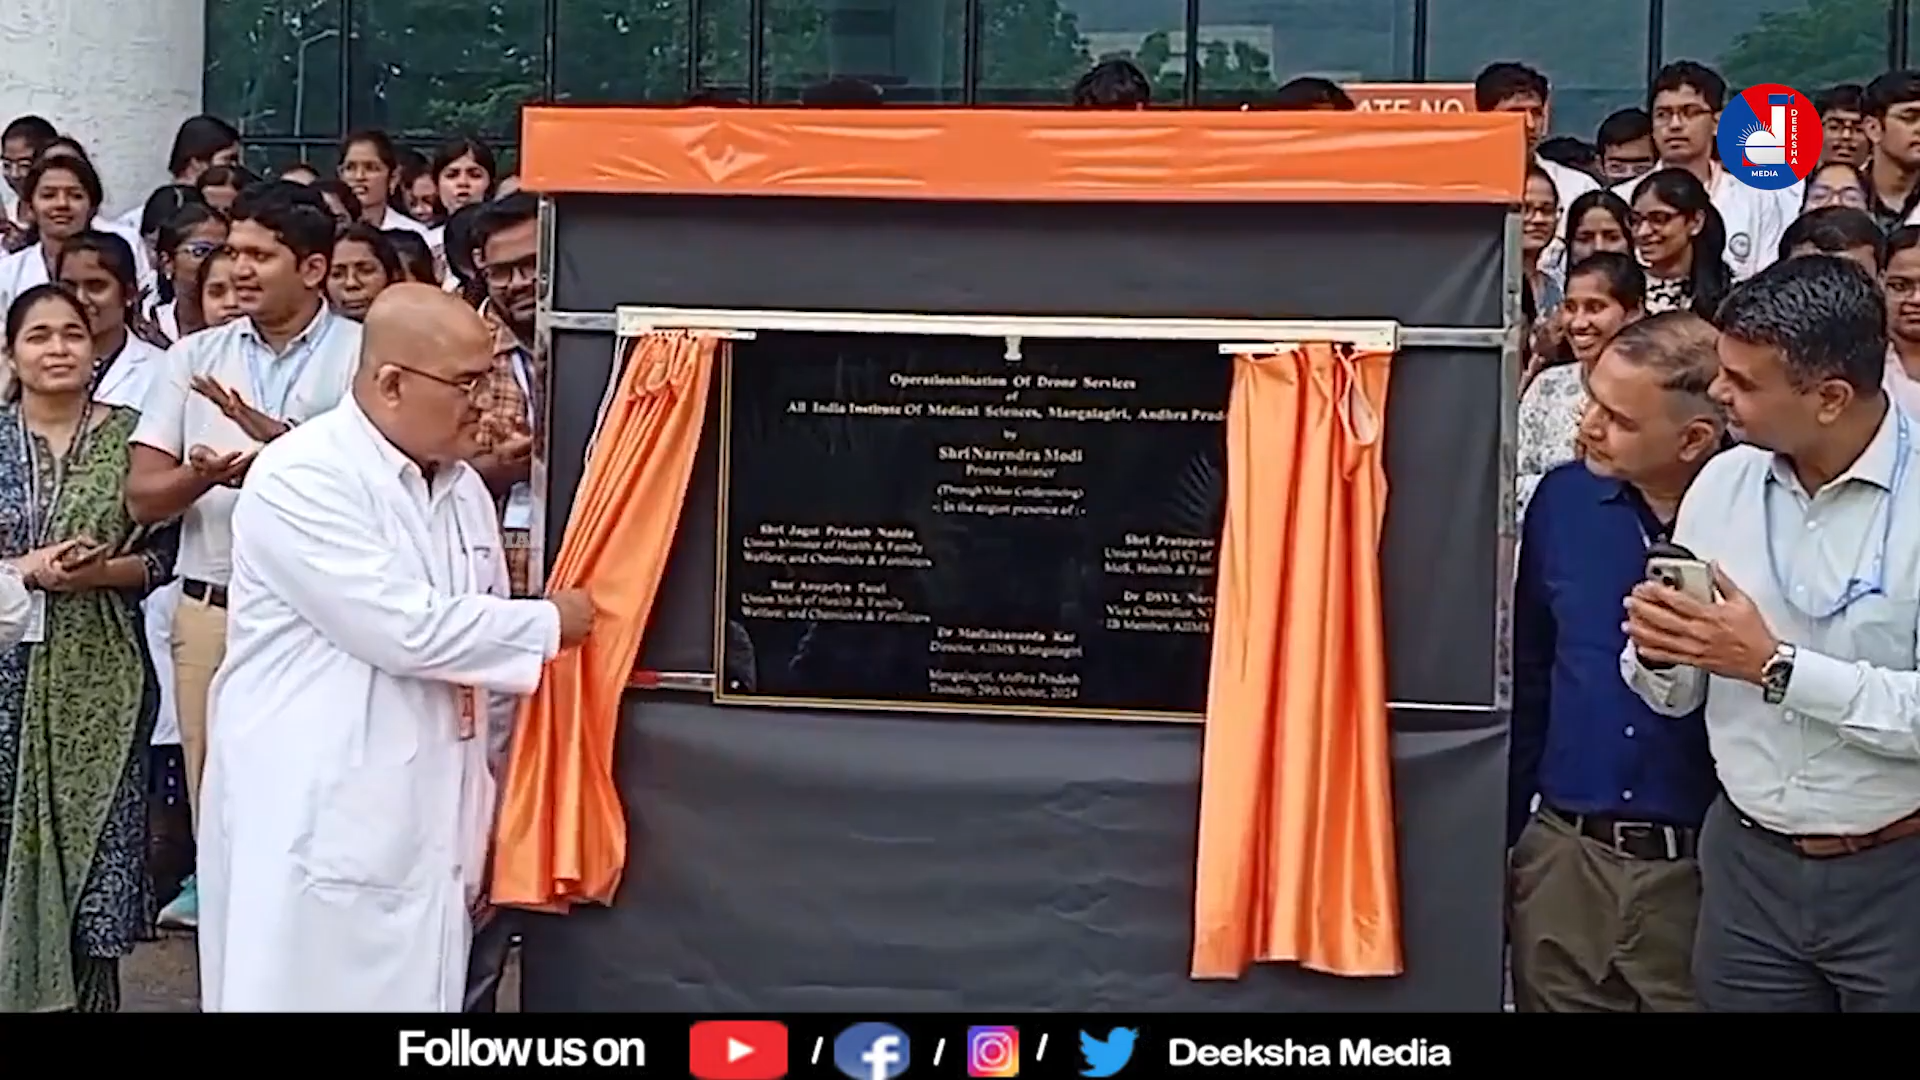 ATE NO
DEEKSHA
MEDIA
Operationalisation Of Drone Services
of
All India Institute Of Medical Sciences, Mangalagiri, Andhra Prad
by
Shri Narendra Modi
Prime Minister
(Through Video Conferencing)
-: In the august presence of : -
Shri Jagat Prakash Nadda
Union Minister of Health & Family
Welfare; and Chemicals & Fertilizers
Smt Anupriya Patel
Union MoS of Health & Family
Welfare; and Chemicals & Fertilizers
Shri Prataprao
Union MoS (I/C) of
MoS, Health & Fam
Dr DSVL Nara
Vice Chancellor, NT
IB Member, AIIMS
Dr Madhabananda Kar
Director, AIIMS Mangalagiri
Mangalagiri, Andhra Pradesh
Tuesday, 29th October, 2024
Follow us on / / / Deeksha Media